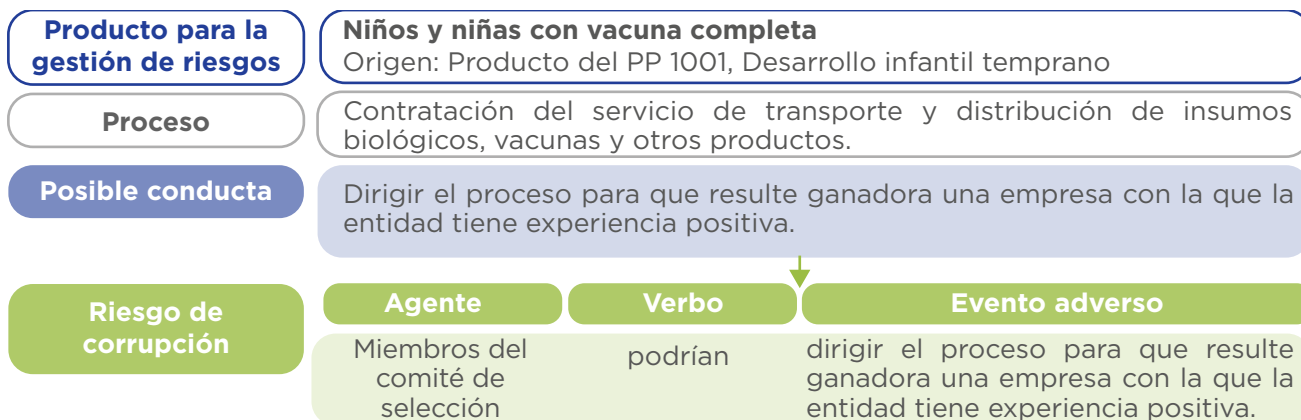 Producto para la
gestión de riesgos
Niños y niñas con vacuna completa
Origen: Producto del PP 1001, Desarrollo infantil temprano
Proceso
Contratación del servicio de transporte y distribución de insumos
biológicos, vacunas y otros productos.
Posible conducta
Dirigir el proceso para que resulte ganadora una empresa con la que la
entidad tiene experiencia positiva.
Riesgo de
corrupción
Agente
Verbo
Evento adverso
Miembros del
comité de
selección
podrían
dirigir el proceso para que resulte
ganadora una empresa con la que la
entidad tiene experiencia positiva.